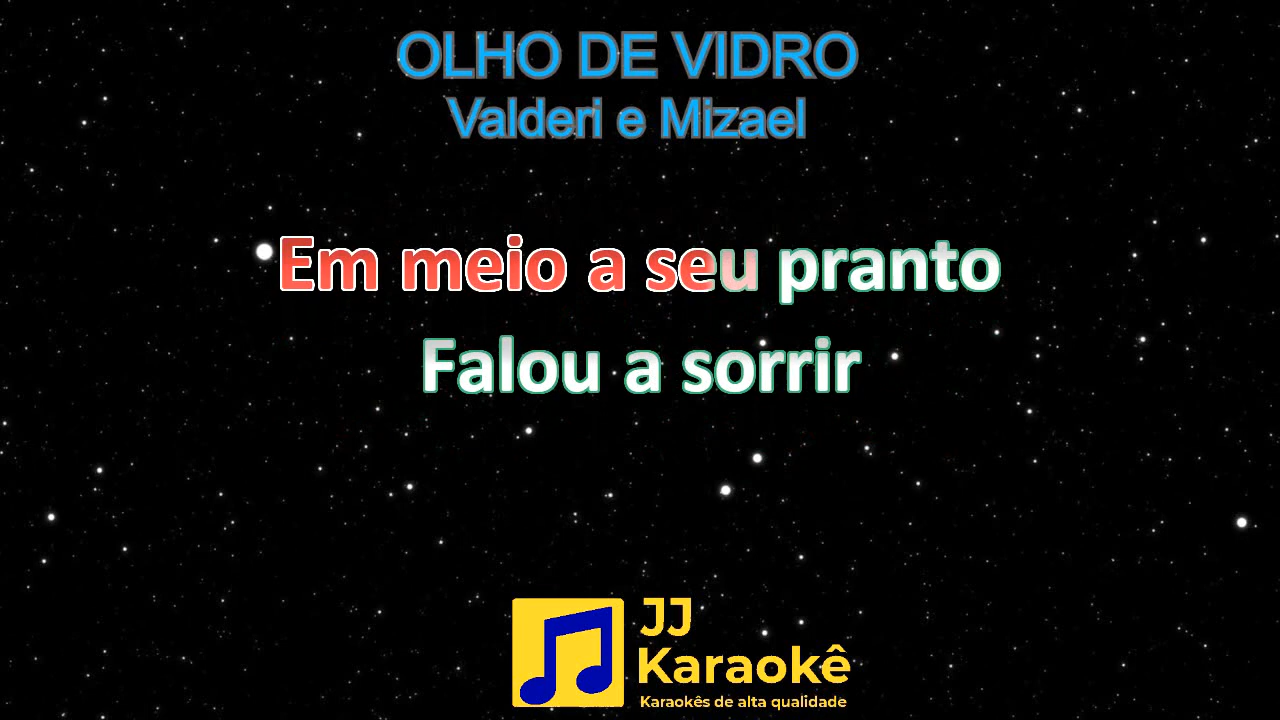 OLHO DE VIDRO
Valderi e Mizael
Em meio a seu pranto
Falou a sorrir
JJ
Karaokê
Karaokês de alta qualidade